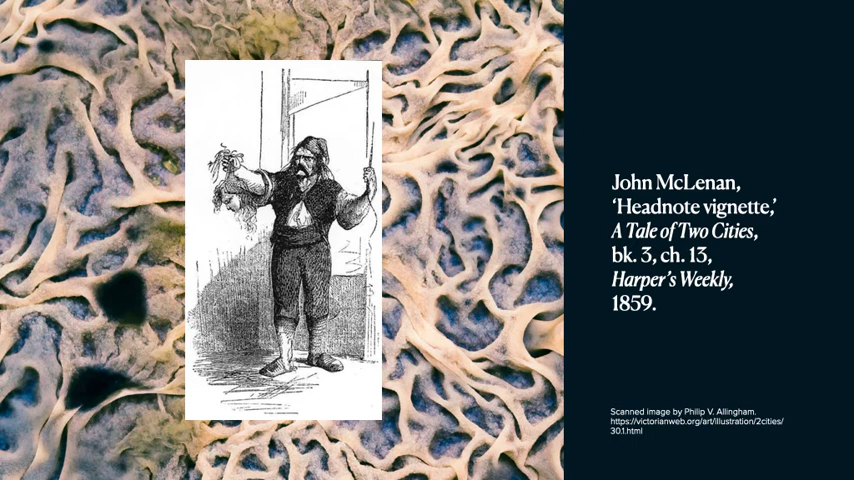 John McLenan,
‘Headnote vignette,’
A Tale of Two Cities,
bk. 3, ch. 13,
Harper’s Weekly,
1859.
Scanned image by Philip V. Allingham.
https://victorianweb.org/art/illustration/2cities/
30.1.html